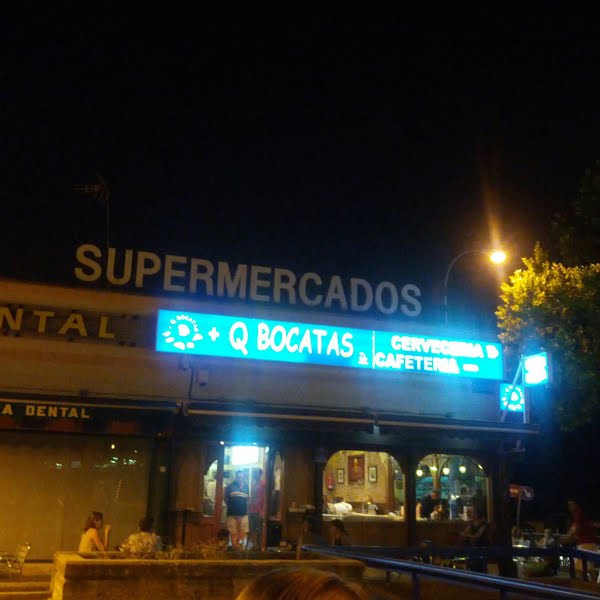 SUPERMERCADOS
NTAL
+ Q BOCATAS
CERVECERIA
CAFETERIA
A DENTAL